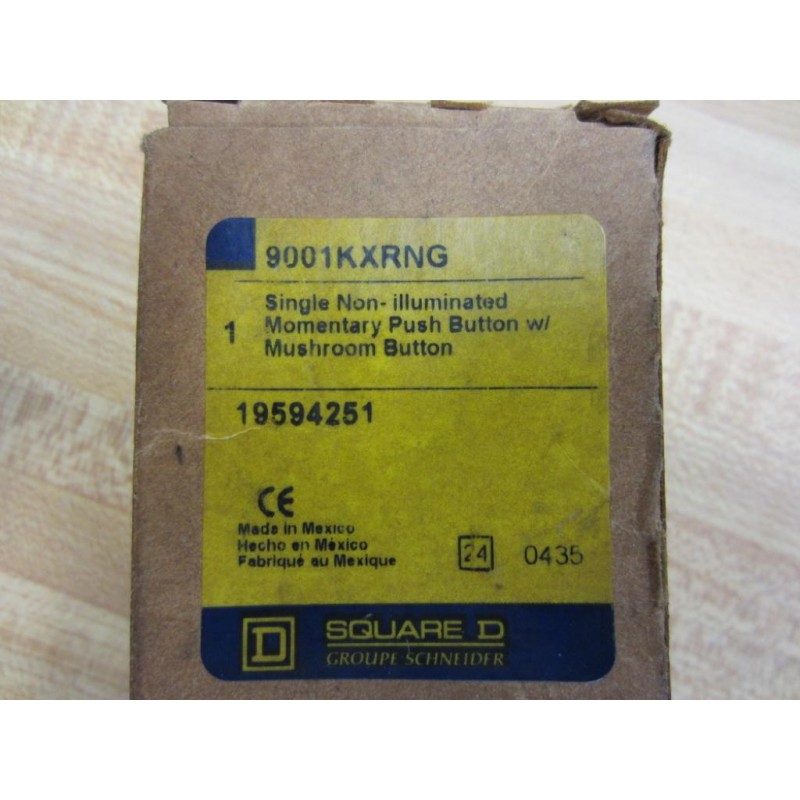 9001KXRNG
1
Single Non- illuminated
Momentary Push Button w/
Mushroom Button
19594251
CE
Made in Mexico
Hecho en México
Fabriqué au Mexique
24 0435
D SQUARE D
GROUPE SCHNEIDER